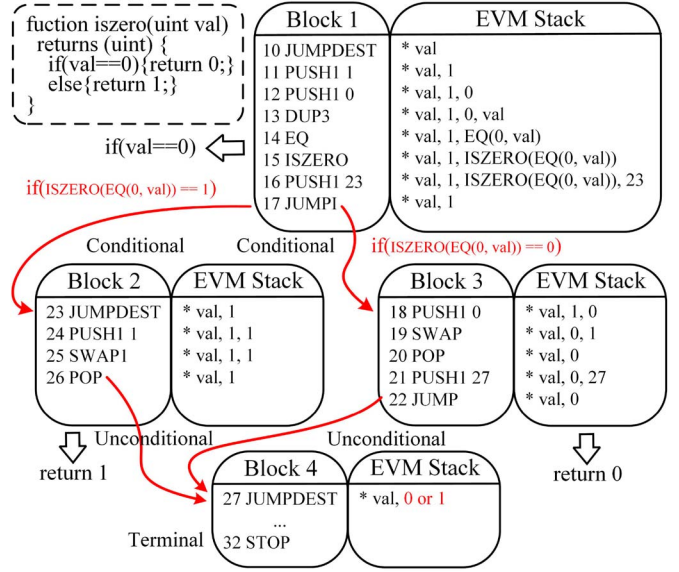 fuction iszero(uint val)
returns (uint) {
if(val==0){return 0;}
else{return 1;}
}
if(val==0)
Block 1
EVM Stack
10 JUMPDEST
* val
11 PUSH1 1
* val, 1
12 PUSH1 0
* val, 1, 0
13 DUP3
* val, 1, 0, val
14 EQ
* val, 1, EQ(0, val)
15 ISZERO
* val, 1, ISZERO(EQ(0, val))
16 PUSH1 23
* val, 1, ISZERO(EQ(0, val)), 23
17 JUMPI
* val, 1
if(ISZERO(EQ(0, val)) == 1)
Conditional
Conditional
if(ISZERO(EQ(0, val)) == 0)
Block 2
EVM Stack
23 JUMPDEST
* val, 1
24 PUSH1 1
* val, 1, 1
25 SWAP1
* val, 1, 1
26 POP
* val, 1
Block 3
EVM Stack
18 PUSH1 0
* val, 1, 0
19 SWAP
* val, 0, 1
20 POP
* val, 0
21 PUSH1 27
* val, 0, 27
22 JUMP
* val, 0
Unconditional
Unconditional
return 1
return 0
Block 4
EVM Stack
27 JUMPDEST
* val, 0 or 1
...
32 STOP
Terminal